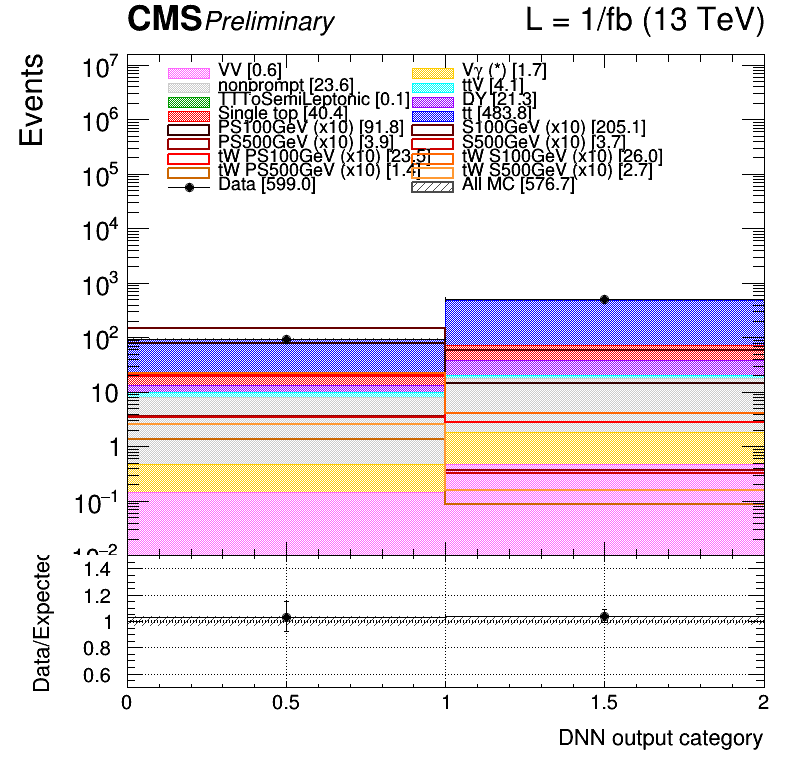 CMS Preliminary L = 1/fb (13 TeV)
Events
VV [0.6] Vγ (*) [1.7]
nonprompt [23.6] ttV [4.1]
TTToSemiLeptonic [0.1] DY [21.3]
Single top [40.4] tt [483.8]
PS100GeV (x10) [91.8] S100GeV (x10) [205.1]
PS500GeV (x10) [3.9] S500GeV (x10) [3.7]
tW PS100GeV (x10) [23.5] tW S100GeV (x10) [26.0]
tW PS500GeV (x10) [1.4] tW S500GeV (x10) [2.7]
Data [599.0] All MC [576.7]
10⁷
10⁶
10⁵
10⁴
10³
10²
10
1
10⁻¹
10⁻²
Data/Expected
1.4
1.2
1
0.8
0.6
0 0.5 1 1.5 2
DNN output category